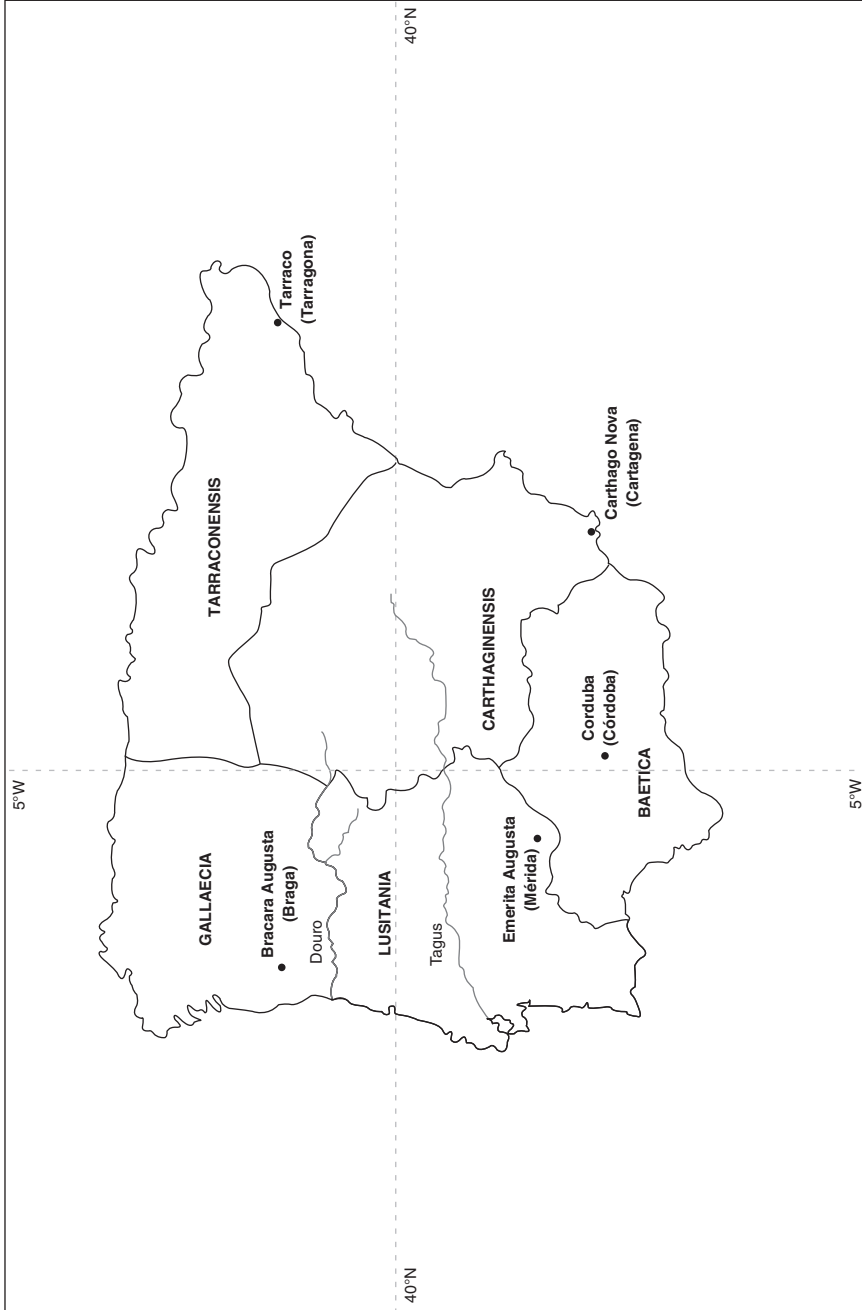 5°W
GALLAECIA
TARRACONENSIS
Bracara Augusta
(Braga)
Tarraco
(Tarragona)
Douro
LUSITANIA
40°N
40°N
Tagus
CARTHAGINENSIS
Emerita Augusta
(Mérida)
Corduba
(Córdoba)
Carthago Nova
(Cartagena)
BAETICA
5°W